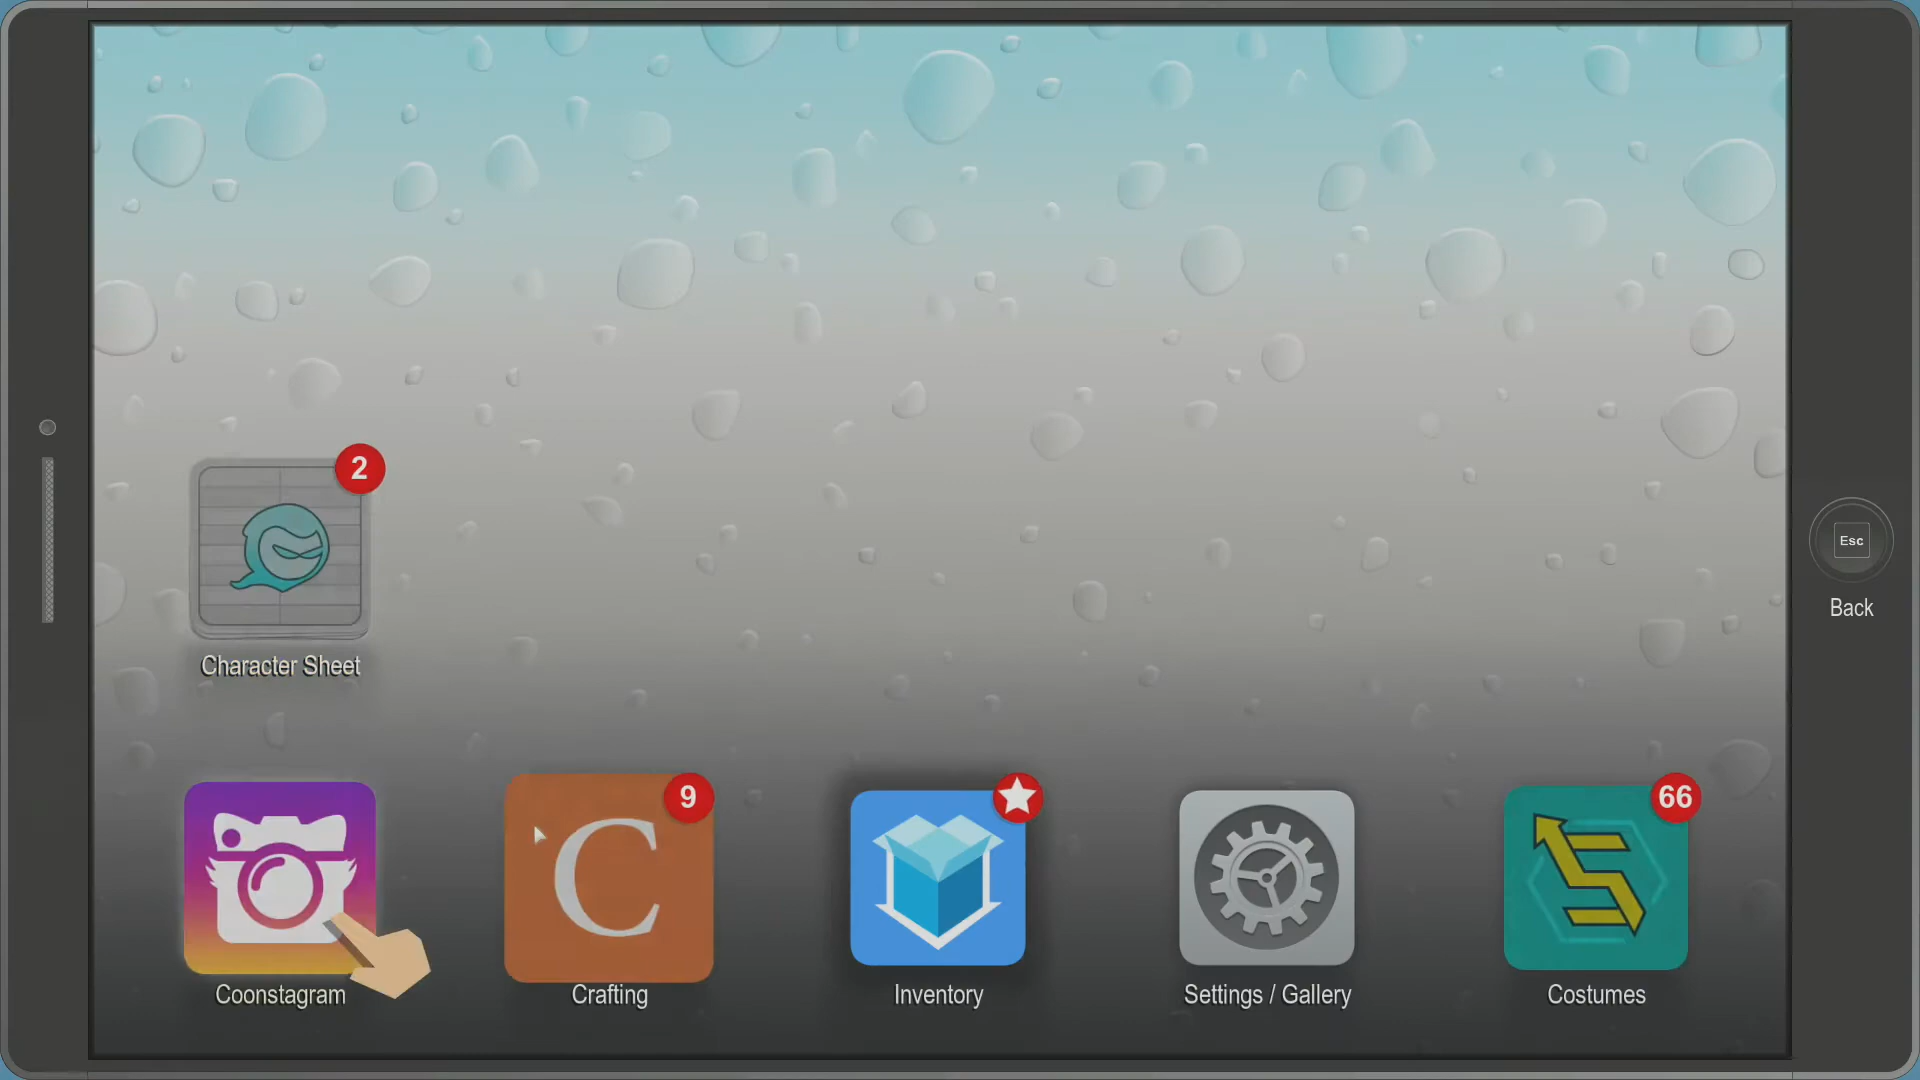 2
Character Sheet
Esc
Back
9
66
C
Coonstagram
Crafting
Inventory
Settings / Gallery
Costumes